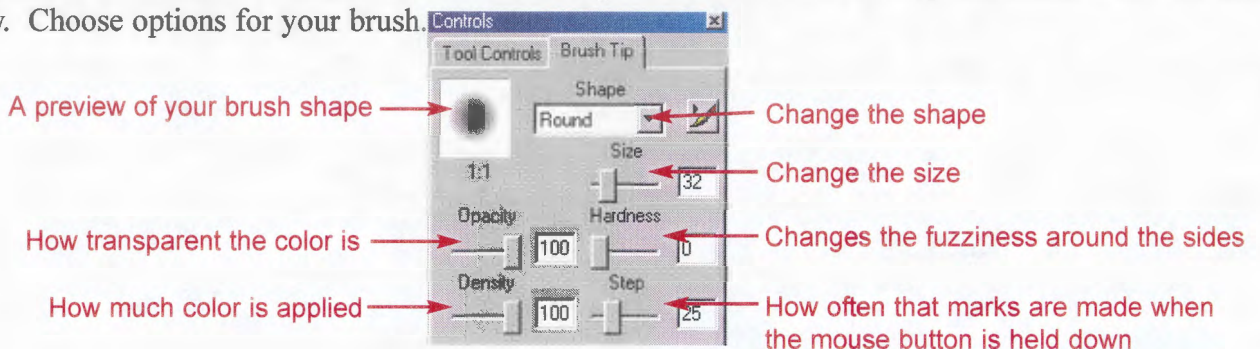 Choose options for your brush.
Controls
Tool Controls Brush Tip
A preview of your brush shape
Shape
Round
Change the shape
1:1
Size
32
Change the size
Opacity
100
How transparent the color is
Hardness
0
Changes the fuzziness around the sides
Density
100
How much color is applied
Step
25
How often that marks are made when
the mouse button is held down